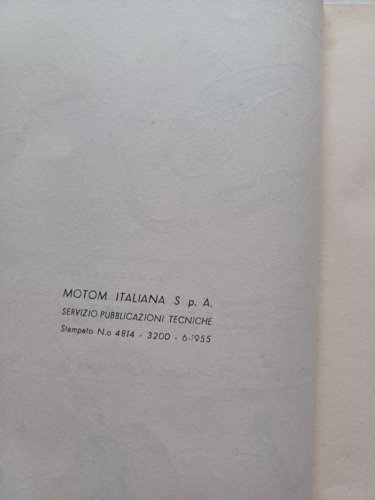 MOTOM ITALIANA S p. A.
SERVIZIO PUBBLICAZIONI TECNICHE
Stampato N.o 4814 - 3200 - 6-1955